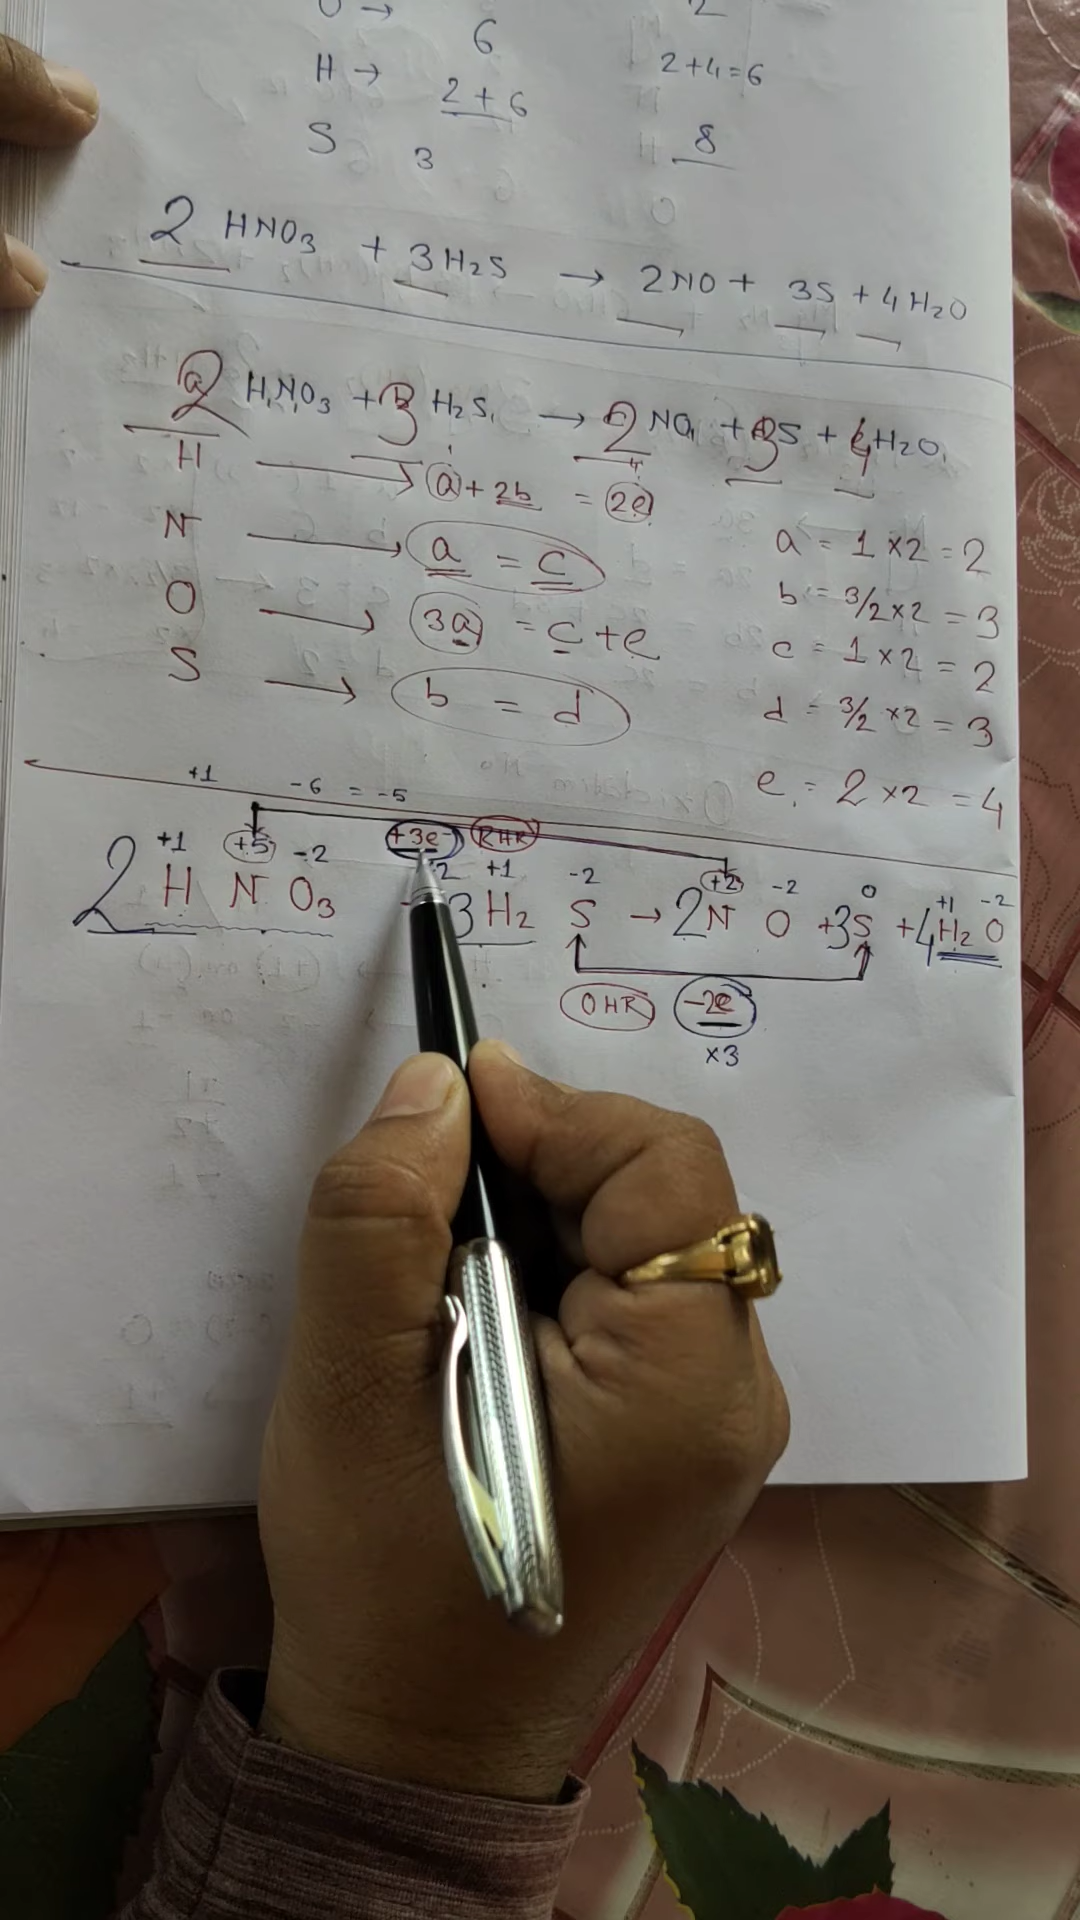 O → 2
6
H → 2+4=6
2 + 6
S 3 8
2 HNO₃ + 3H₂S → 2NO + 3S + 4H₂O
2 HNO₃ + 3 H₂S → 2 NO + 3S + 4H₂O
H → a + 2b = 2e
N → a = c a = 1 ×2 = 2
O → 3a = c + e b = 3/2 ×2 = 3
c = 1 ×2 = 2
S → b = d d = 3/2 ×2 = 3
e = 2 ×2 = 4
+1 -6 = -5
+1 +5 -2 +3e⁻ RHR +1 -2 +2 -2 0 +1 -2
2 H N O₃ 3 H₂ S → 2 N O + 3S + 4 H₂ O
OHR -2e
×3